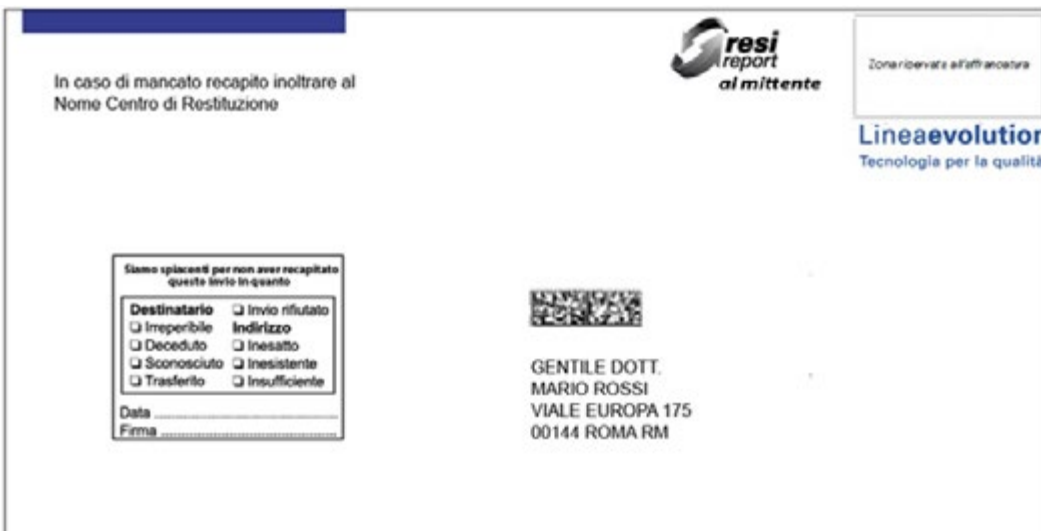 In caso di mancato recapito inoltrare al
Nome Centro di Restituzione
resi
report
al mittente
Zona riservata all'affrancatura
Lineaevolution
Tecnologia per la qualità
Siamo spiacenti per non aver recapitato
questo invio in quanto
Destinatario
❑ Irreperibile
❑ Deceduto
❑ Sconosciuto
❑ Trasferito
❑ Invio rifiutato
Indirizzo
❑ Inesatto
❑ Inesistente
❑ Insufficiente
Data
Firma
GENTILE DOTT.
MARIO ROSSI
VIALE EUROPA 175
00144 ROMA RM